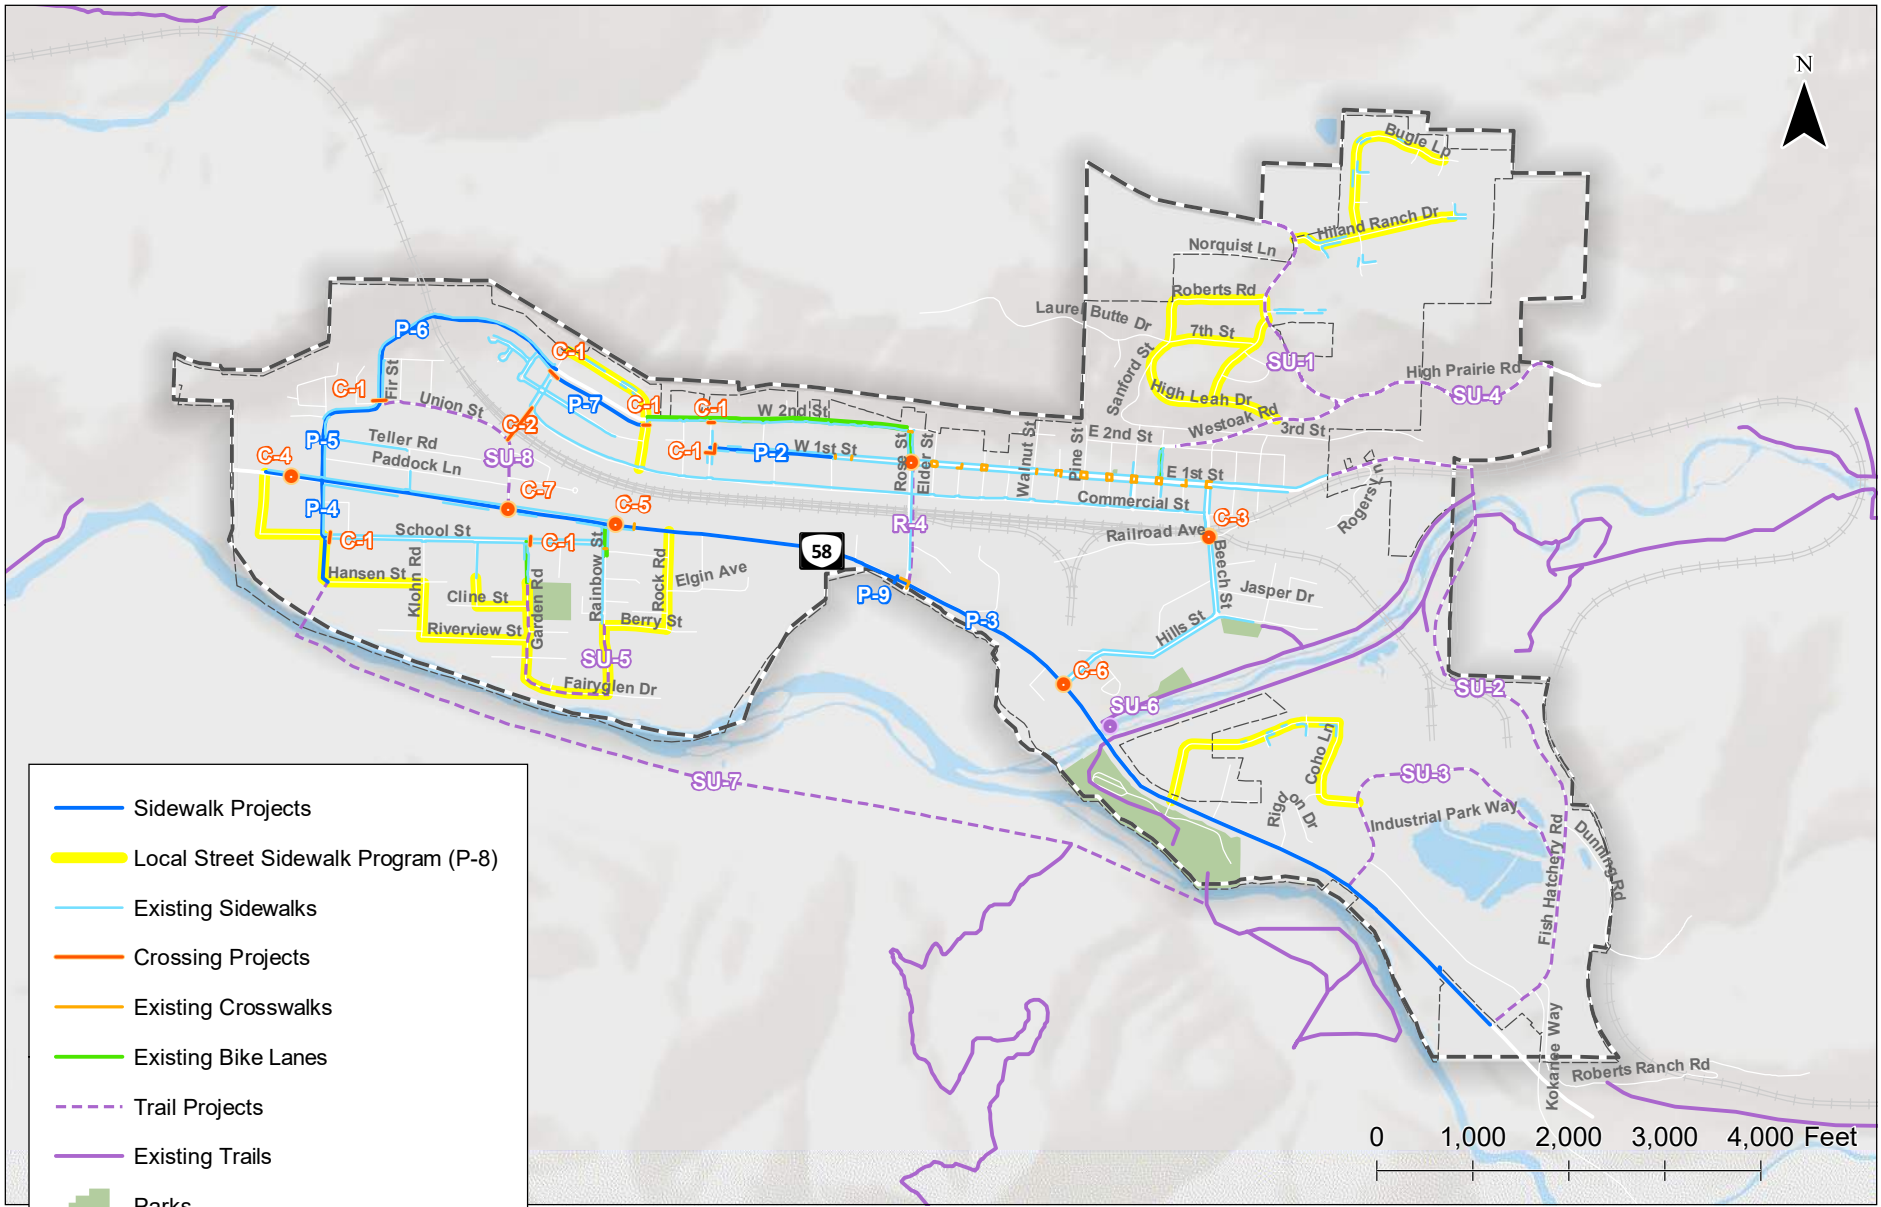 N
Bugle Lp
Hiland Ranch Dr
Norquist Ln
Roberts Rd
Laurel Butte Dr
7th St
Sanford St
SU-1
High Prairie Rd
SU-4
High Leah Dr
Westoak Rd
3rd St
P-6
C-1
C-1
Fir St
Union St
C-2
P-7
C-1
C-1
W 2nd St
E 2nd St
P-5
Teller Rd
Paddock Ln
SU-8
C-4
C-1
P-2
W 1st St
Rose St
Elder St
Walnut St
Pine St
E 1st St
Commercial St
Rogers Ln
C-7
C-5
P-4
School St
C-1
C-1
R-4
C-3
Railroad Ave
58
Hansen St
Klohn Rd
Cline St
Garden Rd
Rainbow St
Rock Rd
Elgin Ave
P-9
P-3
Beech St
Jasper Dr
Hills St
Riverview St
Berry St
SU-5
Fairyglen Dr
C-6
SU-6
SU-2
SU-7
Coho Ln
SU-3
Rigdon Dr
Industrial Park Way
Fish Hatchery Rd
Dunning Rd
Kokanee Way
Roberts Ranch Rd
Sidewalk Projects
Local Street Sidewalk Program (P-8)
Existing Sidewalks
Crossing Projects
Existing Crosswalks
Existing Bike Lanes
Trail Projects
Existing Trails
Parks
0 1,000 2,000 3,000 4,000 Feet